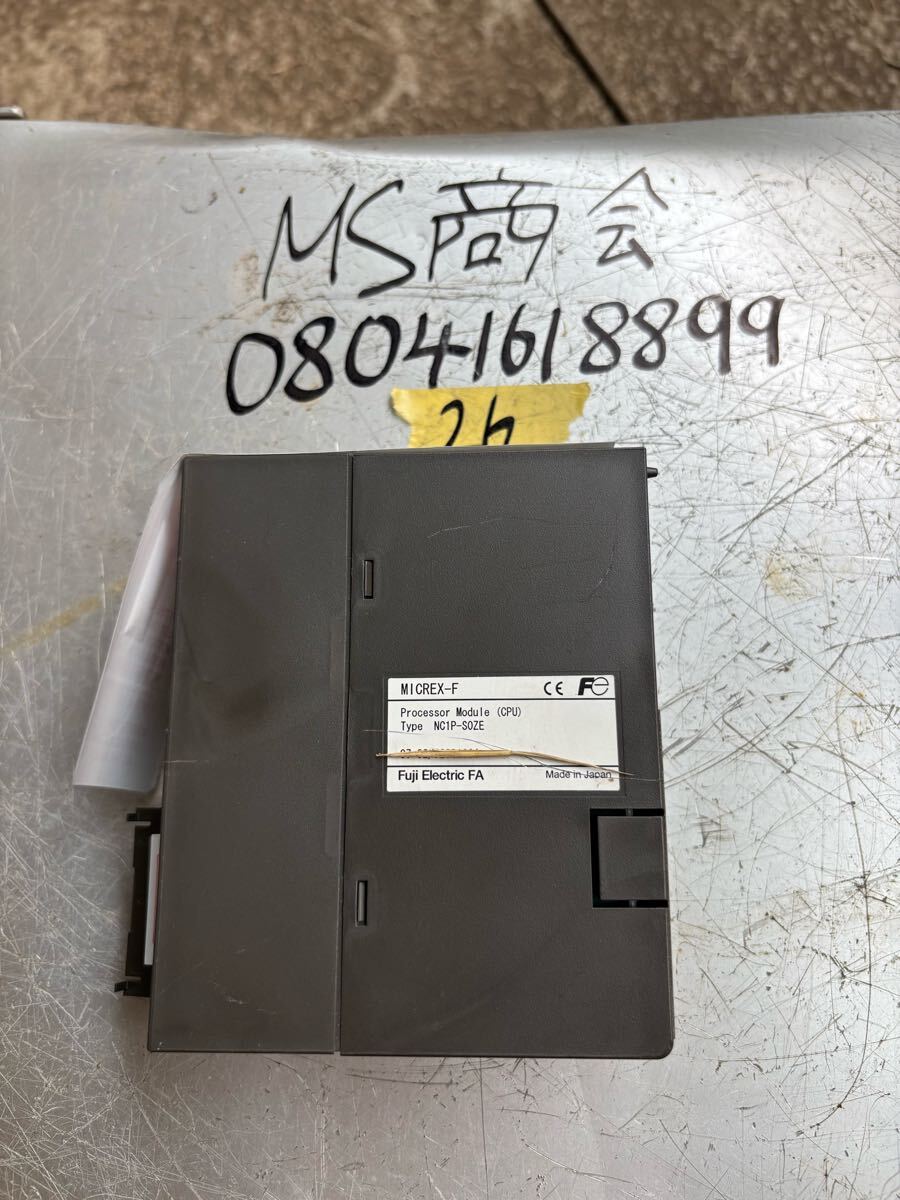 MS商会
08041618899
26
MICREX-F CE Fe
Processor Module (CPU)
Type NC1P-S0ZE
Fuji Electric FA Made in Japan